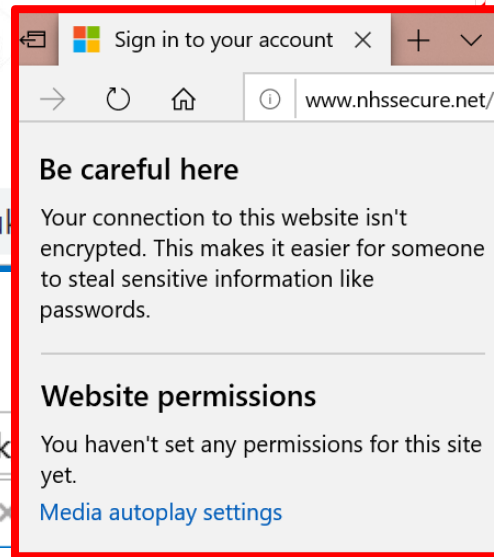 Sign in to your account
www.nhssecure.net/
Be careful here
Your connection to this website isn't
encrypted. This makes it easier for someone
to steal sensitive information like
passwords.
Website permissions
You haven't set any permissions for this site
yet.
Media autoplay settings